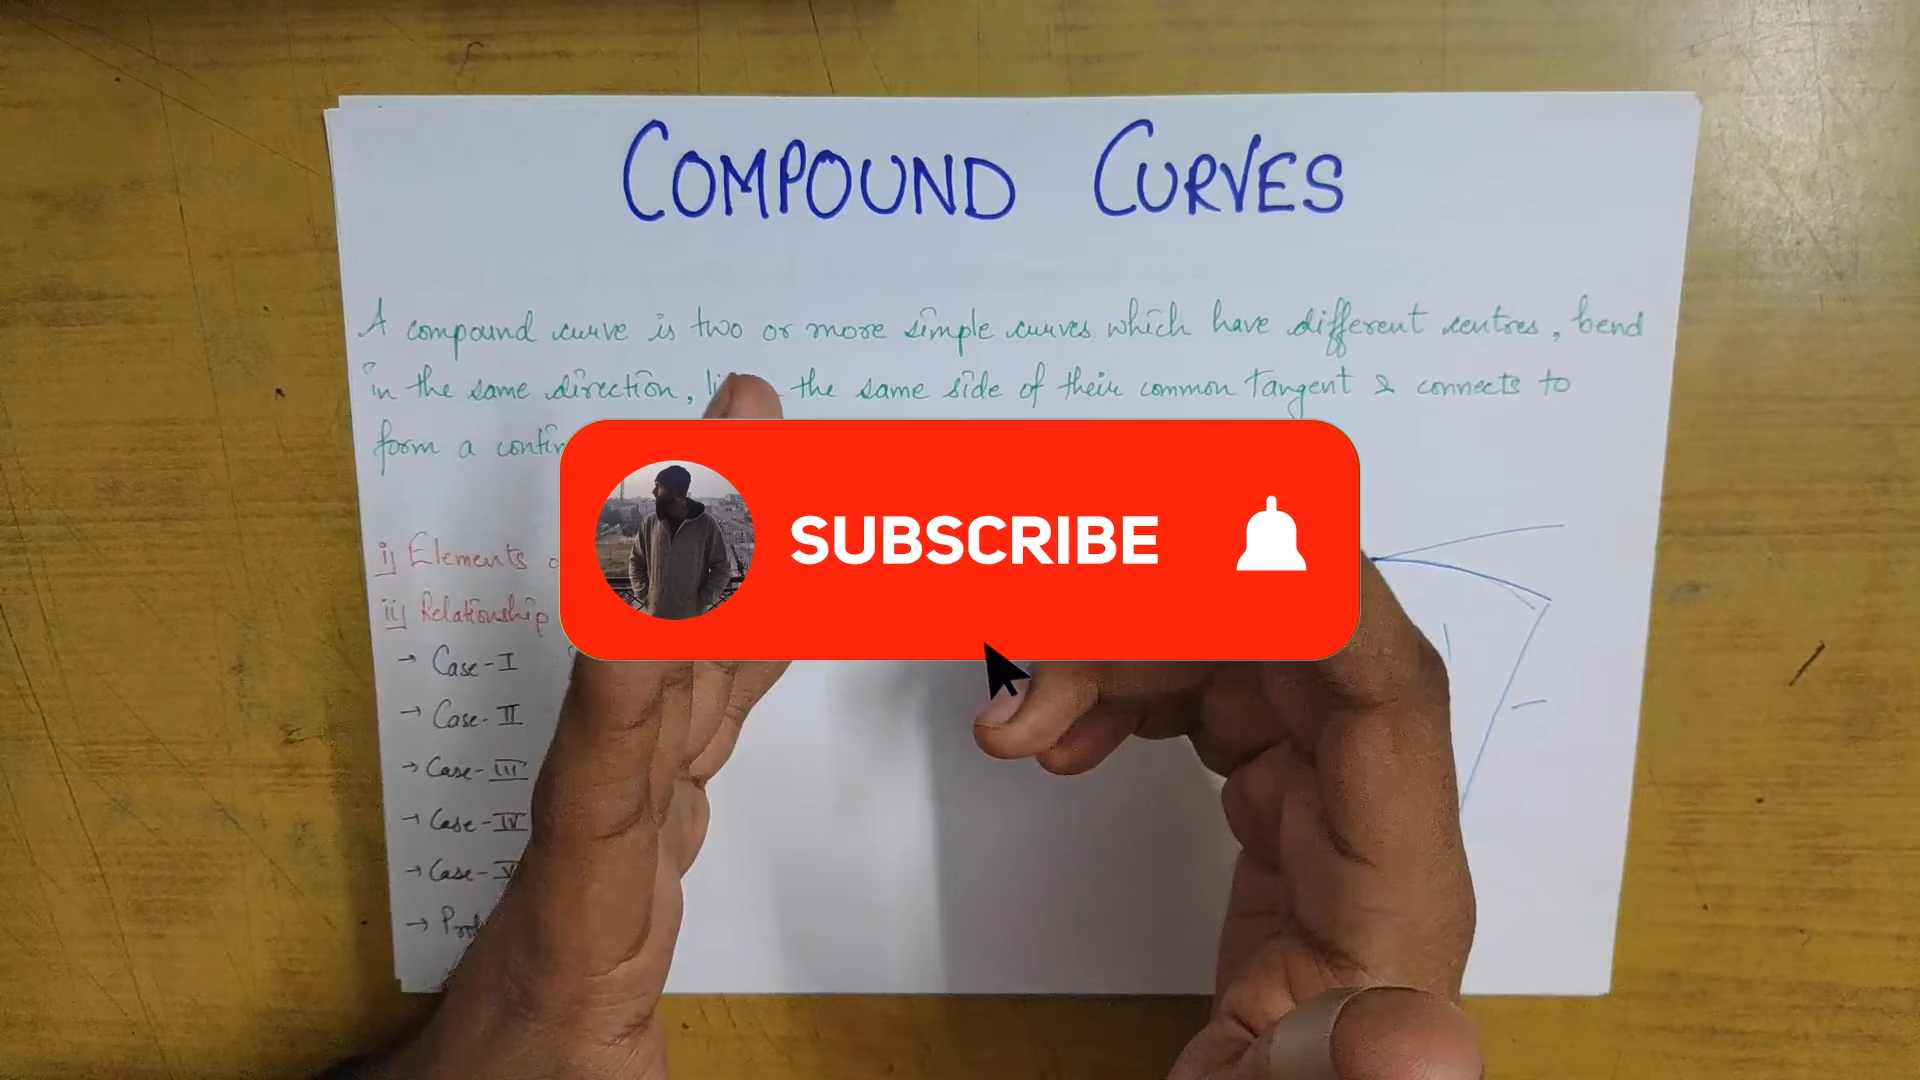 COMPOUND CURVES
A compound curve is two or more simple curves which have different centres, bend
in the same direction, the same side of their common tangent & connects to
form a
SUBSCRIBE
i) Elements
ii) Relationship
→ Case-I
→ Case-II
→ Case-III
→ Case-IV
→ Case-V